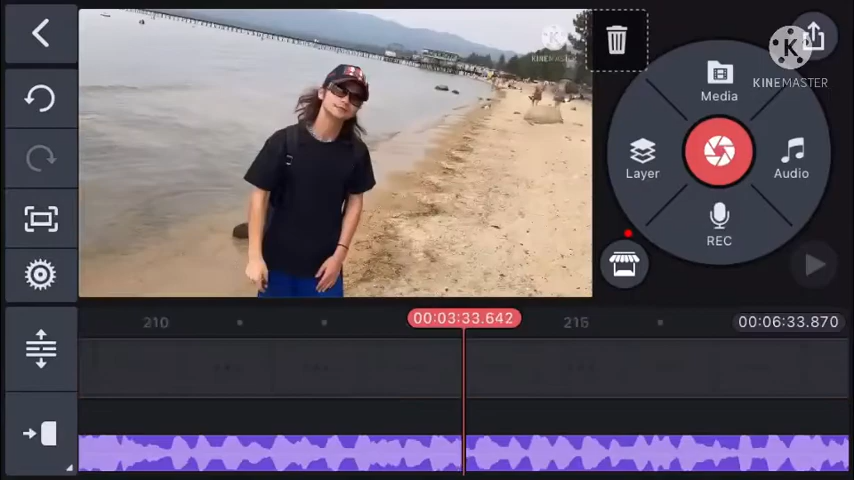 KINEMASTER
Media
KINEMASTER
Layer
Audio
REC
210
00:03:33.642
215
00:06:33.870